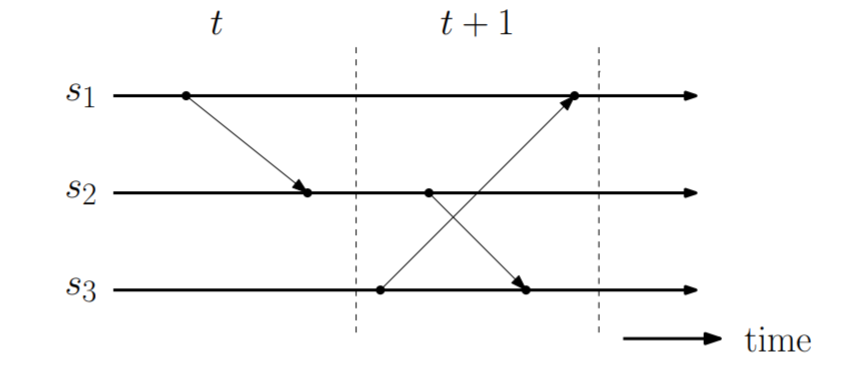 t t + 1
s1
s2
s3
time